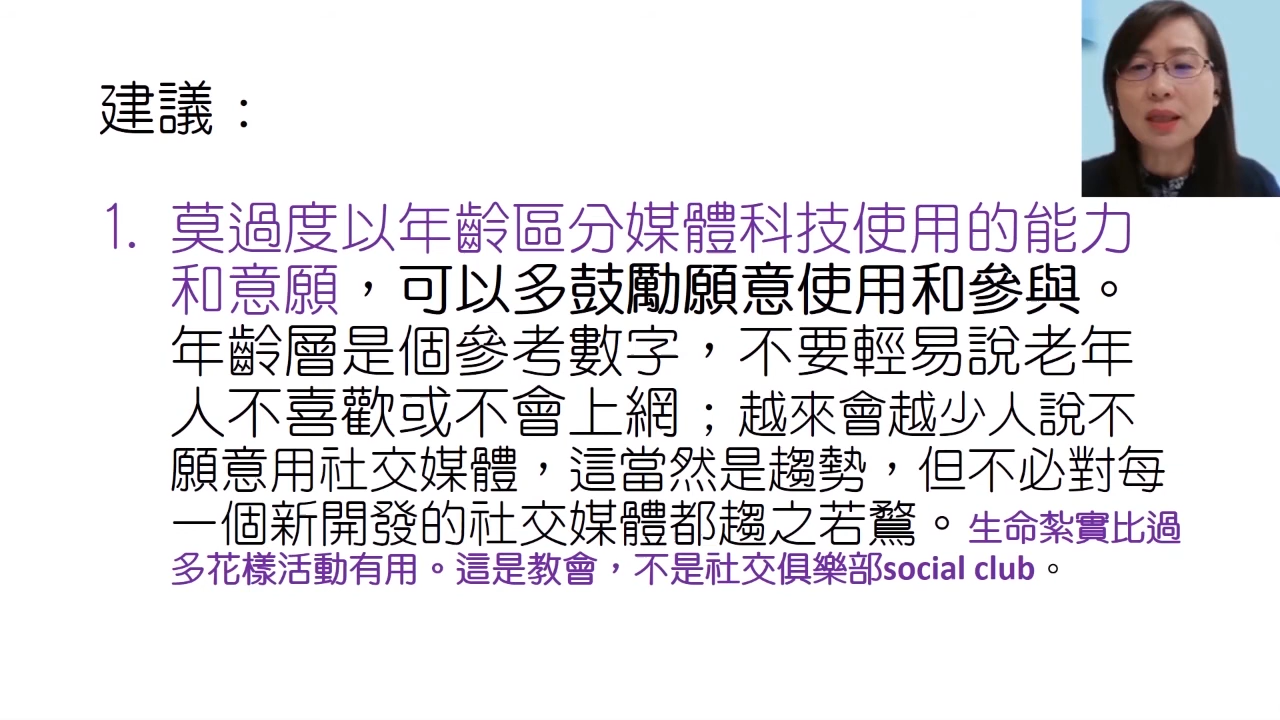 建議：
1. 莫過度以年齡區分媒體科技使用的能力
和意願，可以多鼓勵願意使用和參與。
年齡層是個參考數字，不要輕易說老年
人不喜歡或不會上網；越來會越少人說不
願意用社交媒體，這當然是趨勢，但不必對每
一個新開發的社交媒體都趨之若鶩。生命紮實比過
多花樣活動有用。這是教會，不是社交俱樂部social club。